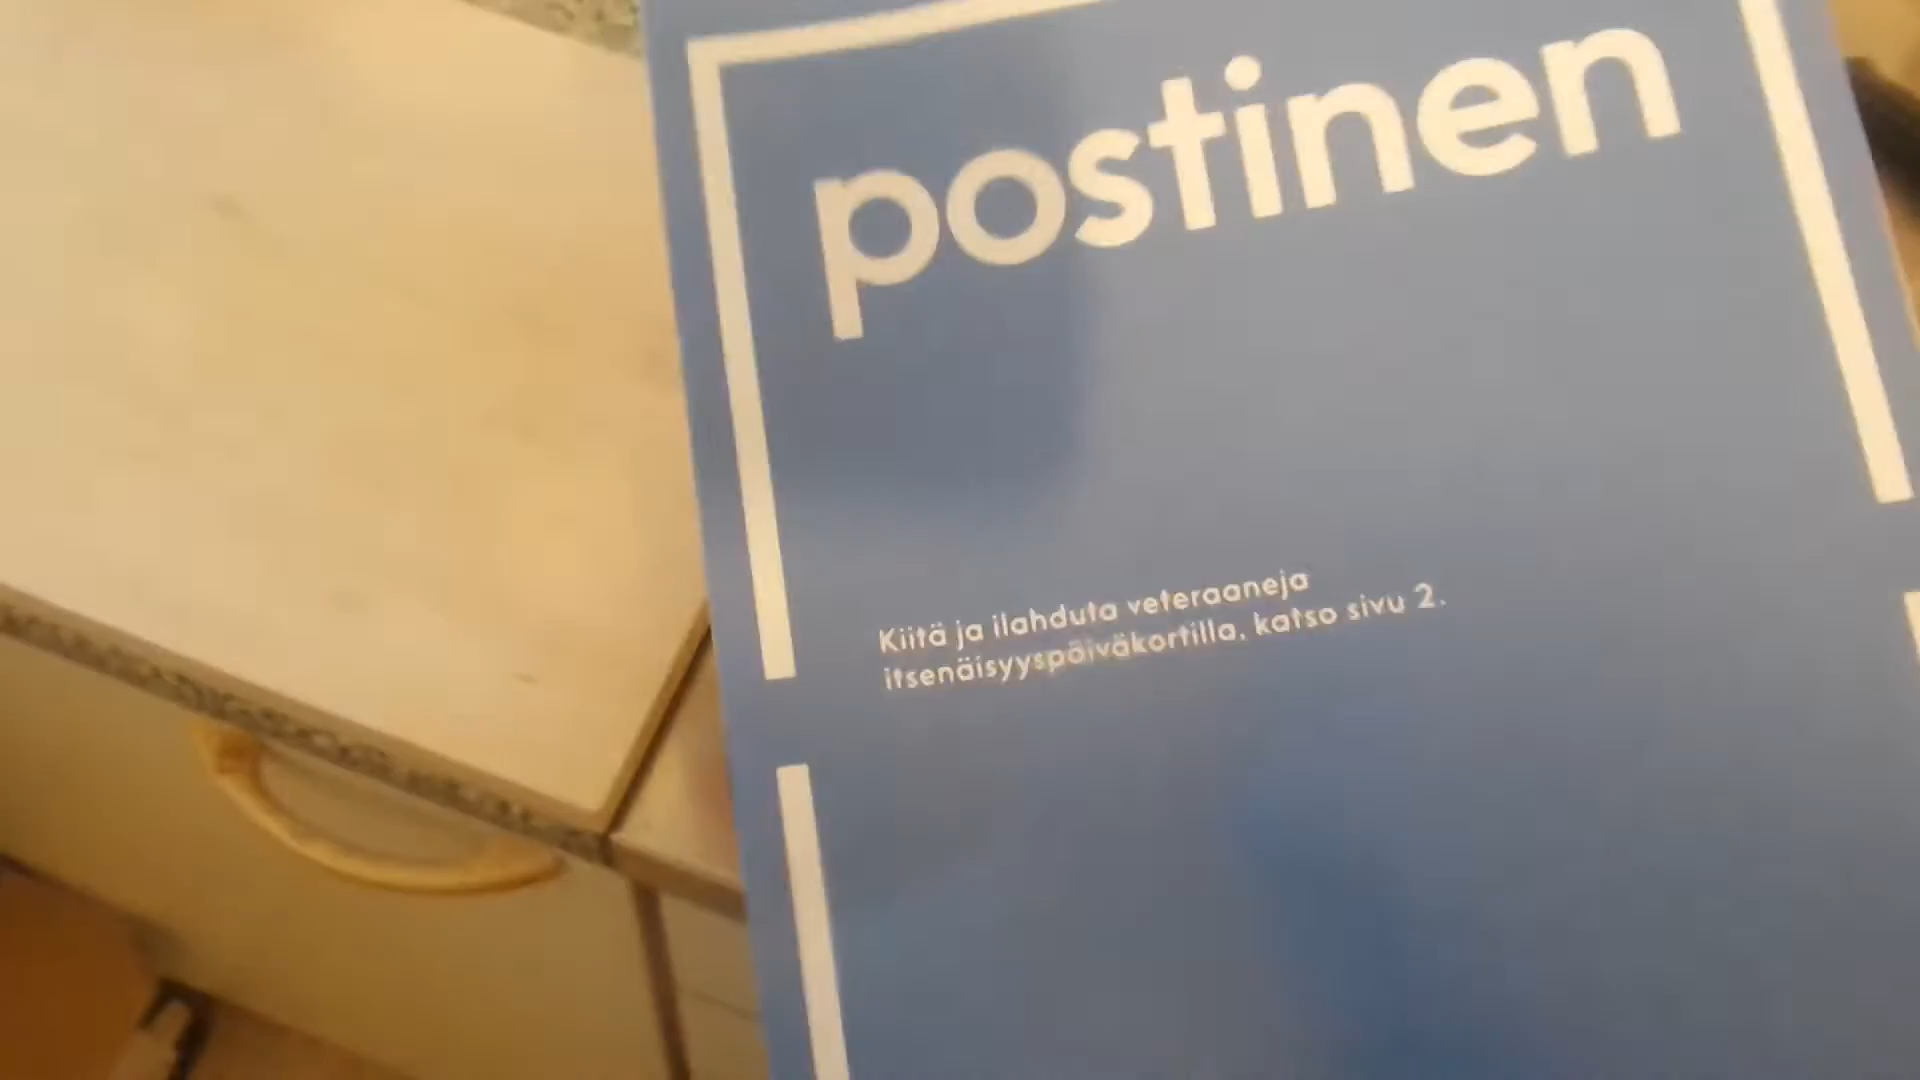 postinen
Kiitä ja ilahduta veteraaneja
itsenäisyyspäiväkortilla, katso sivu 2.